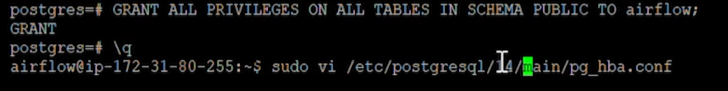 postgres=# GRANT ALL PRIVILEGES ON ALL TABLES IN SCHEMA PUBLIC TO airflow;
GRANT
postgres=# \q
airflow@ip-172-31-80-255:~$ sudo vi /etc/postgresql/14/main/pg_hba.conf